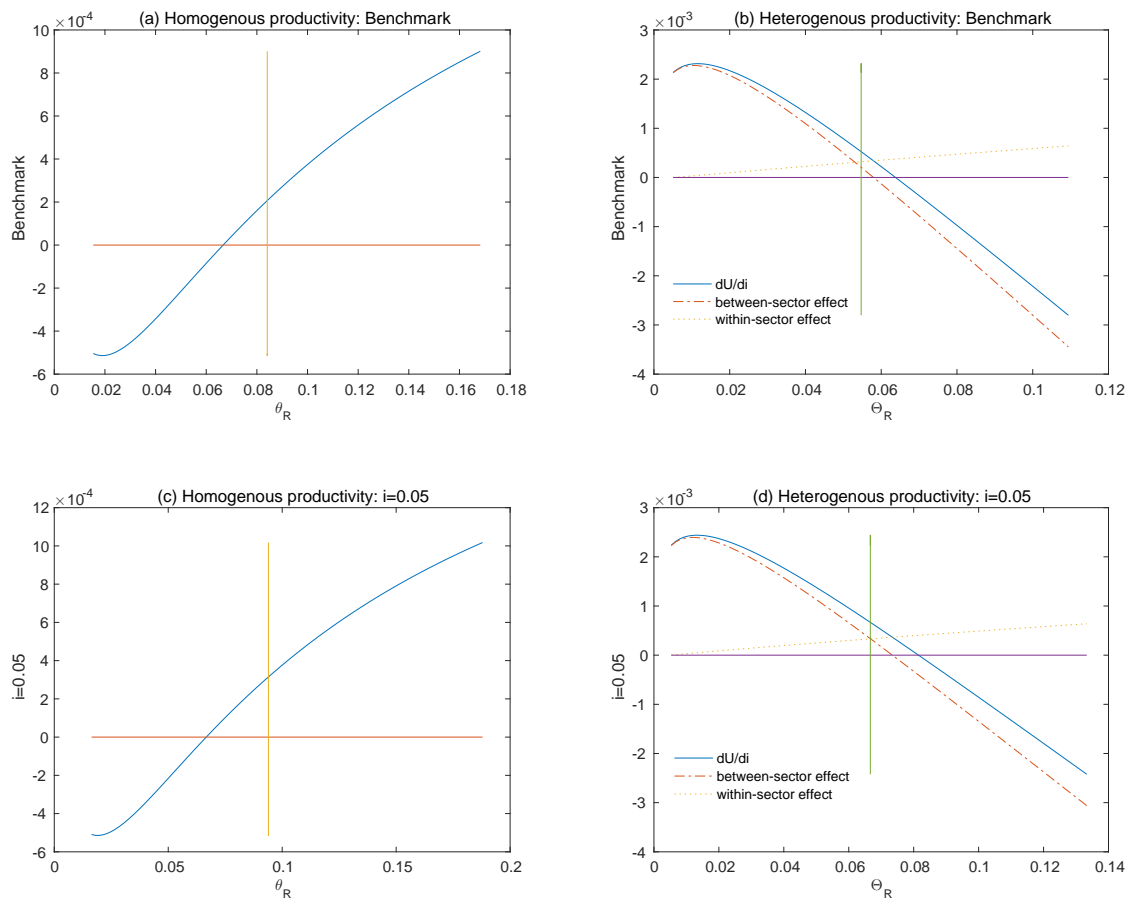 (a) Homogenous productivity: Benchmark
×10⁻⁴
10
8
6
4
2
0
-2
-4
-6
Benchmark
0 0.02 0.04 0.06 0.08 0.1 0.12 0.14 0.16 0.18
θ_R
(b) Heterogenous productivity: Benchmark
×10⁻³
3
2
1
0
-1
-2
-3
-4
Benchmark
dU/di
between-sector effect
within-sector effect
0 0.02 0.04 0.06 0.08 0.1 0.12
Θ_R
(c) Homogenous productivity: i=0.05
×10⁻⁴
12
10
8
6
4
2
0
-2
-4
-6
i=0.05
0 0.05 0.1 0.15 0.2
θ_R
(d) Heterogenous productivity: i=0.05
×10⁻³
3
2
1
0
-1
-2
-3
-4
i=0.05
dU/di
between-sector effect
within-sector effect
0 0.02 0.04 0.06 0.08 0.1 0.12 0.14
Θ_R